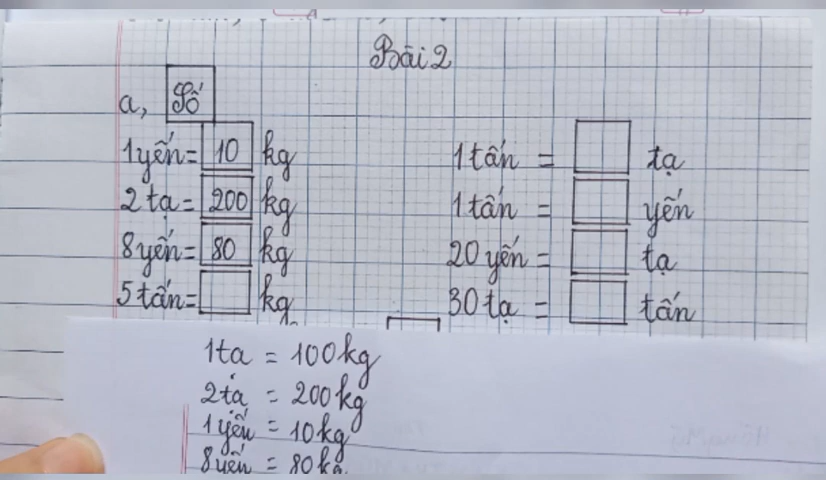 Bài 2
a, Số
1 yến = 10 kg
1 tấn = tạ
2 tạ = 200 kg
1 tấn = yến
8 yến = 80 kg
20 yến = tạ
5 tấn = kg
30 tạ = tấn
1 tạ = 100 kg
2 tạ = 200 kg
1 yến = 10 kg
8 yến = 80 kg